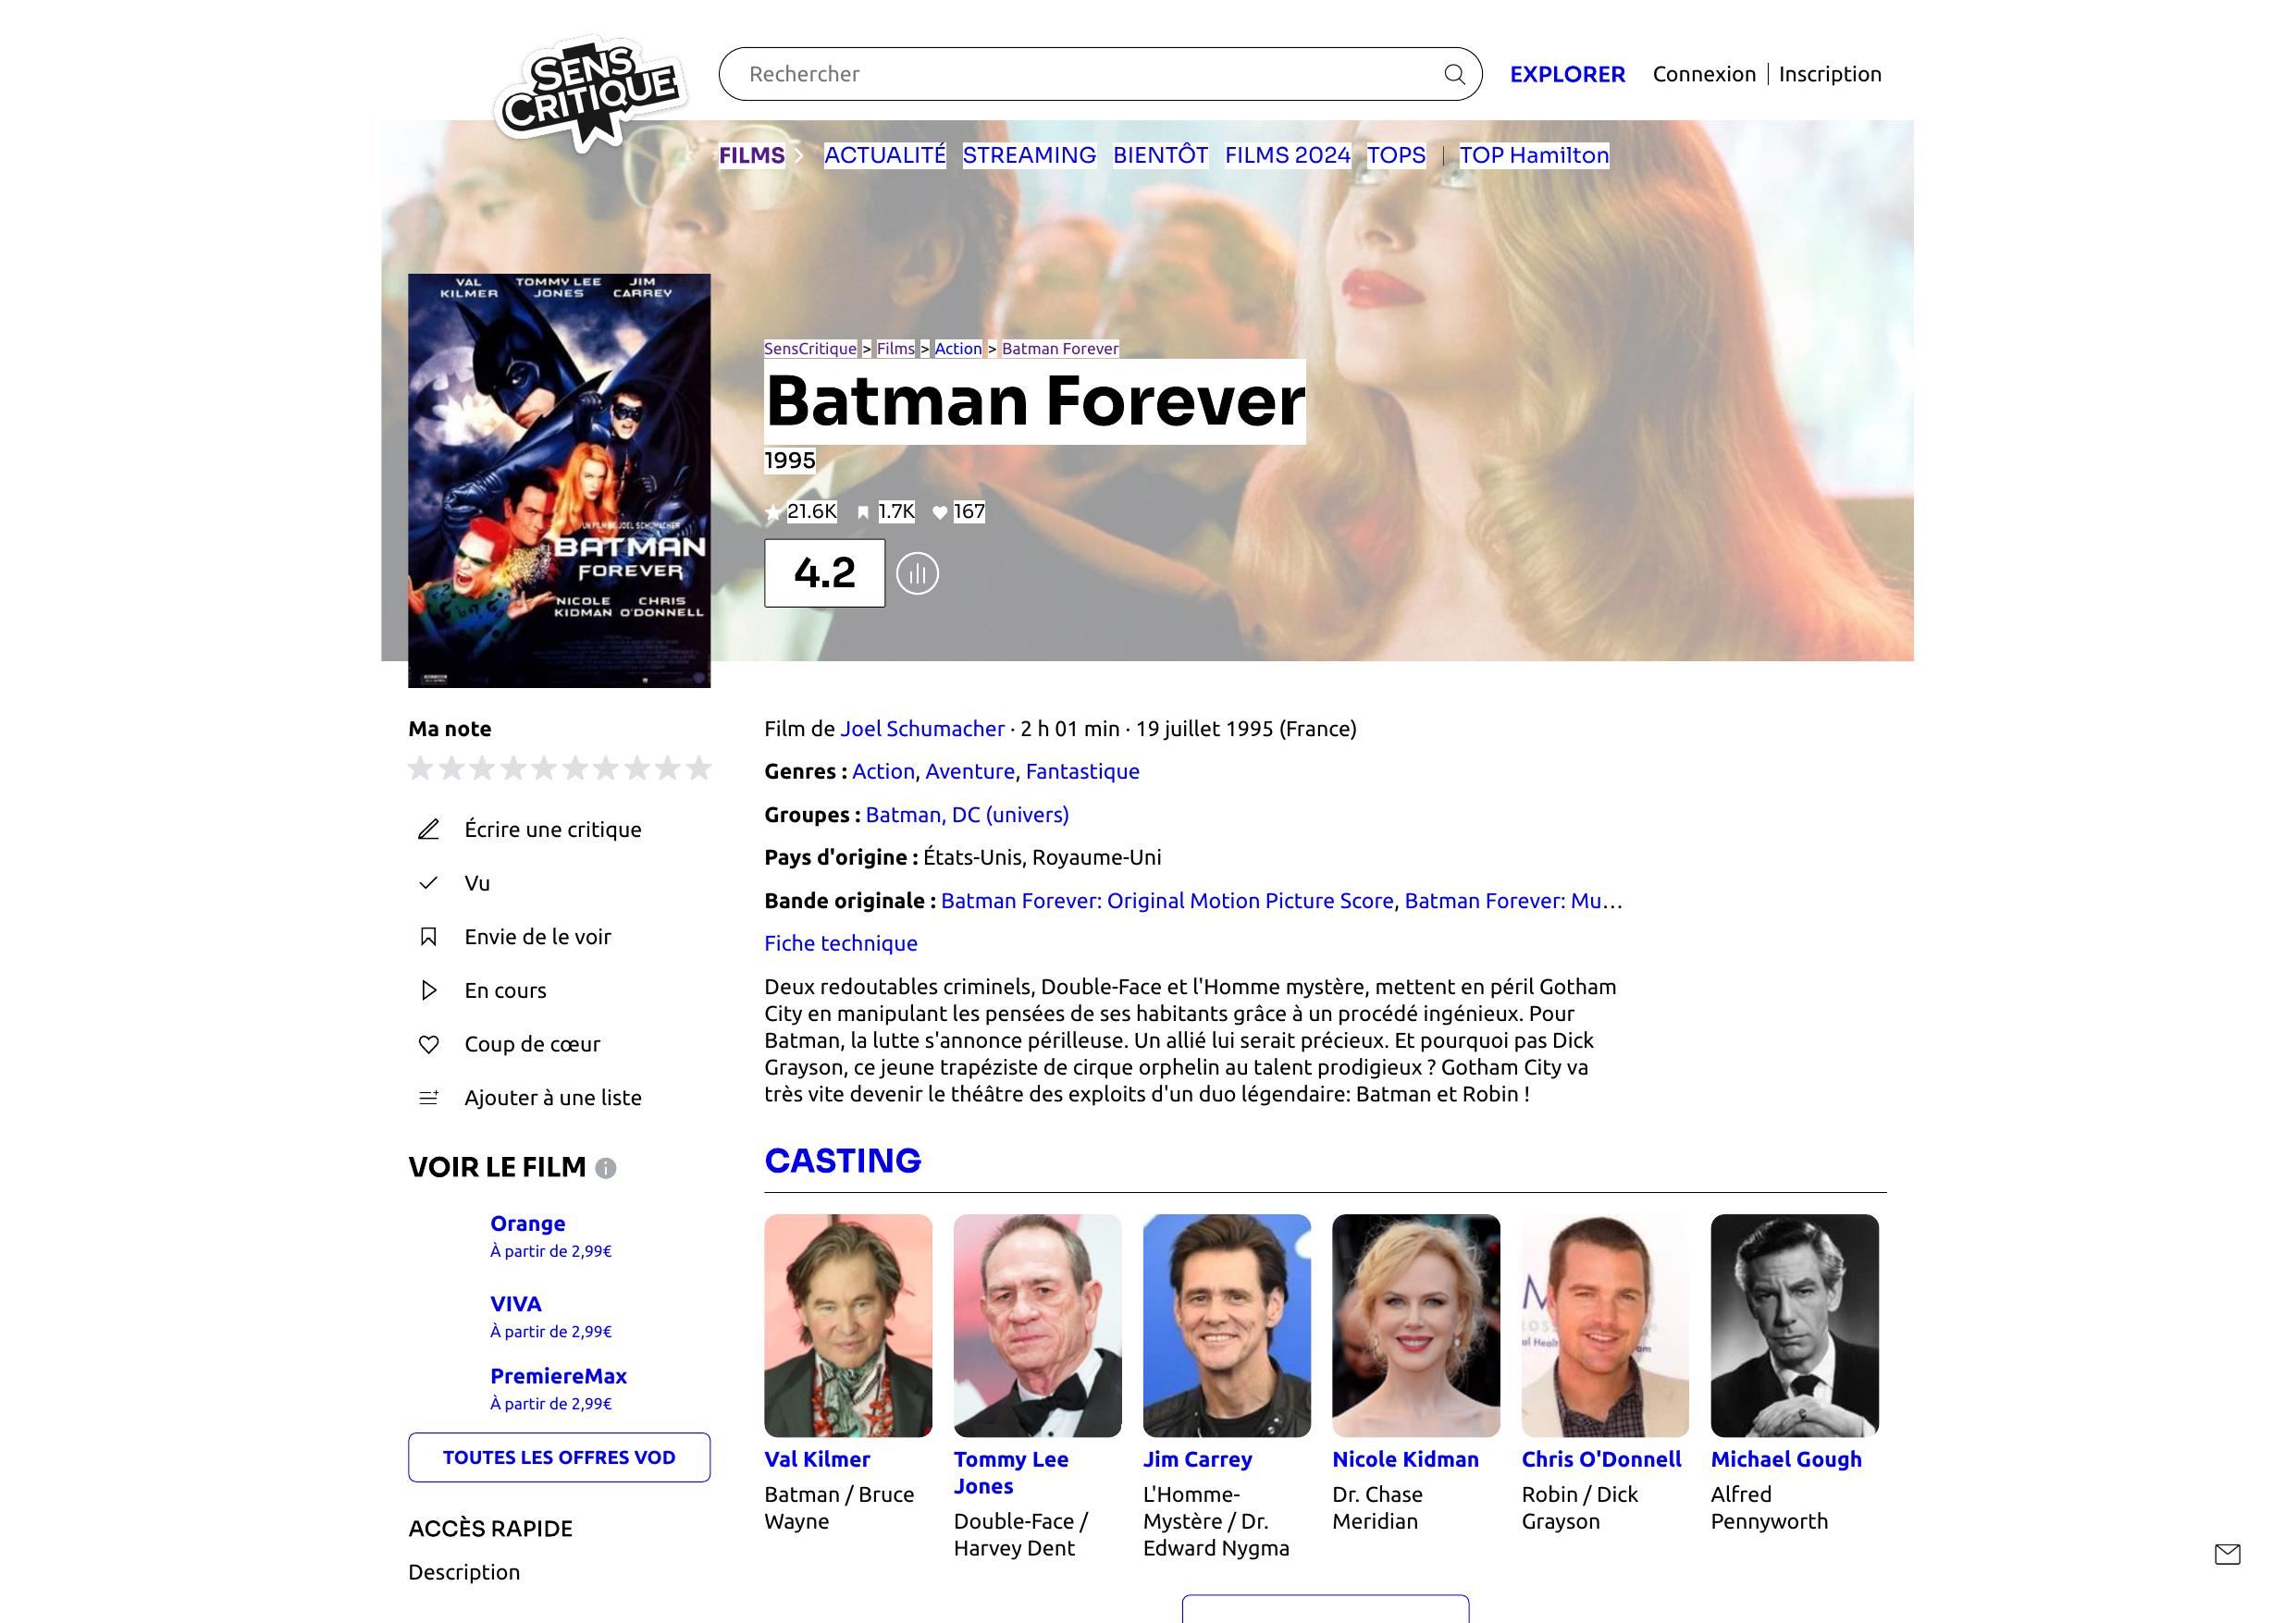 SENS
CRITIQUE
Rechercher
EXPLORER
Connexion | Inscription
FILMS
ACTUALITÉ
STREAMING
BIENTÔT
FILMS 2024
TOPS
TOP Hamilton
VAL KILMER
TOMMY LEE JONES
JIM CARREY
UN FILM DE JOEL SCHUMACHER
BATMAN
FOREVER
NICOLE KIDMAN
CHRIS O'DONNELL
SensCritique > Films > Action > Batman Forever
Batman Forever
1995
21.6K
1.7K
167
4.2
Ma note
Écrire une critique
Vu
Envie de le voir
En cours
Coup de cœur
Ajouter à une liste
VOIR LE FILM
Orange
À partir de 2,99€
VIVA
À partir de 2,99€
PremiereMax
À partir de 2,99€
TOUTES LES OFFRES VOD
ACCÈS RAPIDE
Description
Film de Joel Schumacher · 2 h 01 min · 19 juillet 1995 (France)
Genres : Action, Aventure, Fantastique
Groupes : Batman, DC (univers)
Pays d'origine : États-Unis, Royaume-Uni
Bande originale : Batman Forever: Original Motion Picture Score, Batman Forever: Mu…
Fiche technique
Deux redoutables criminels, Double-Face et l'Homme mystère, mettent en péril Gotham
City en manipulant les pensées de ses habitants grâce à un procédé ingénieux. Pour
Batman, la lutte s'annonce périlleuse. Un allié lui serait précieux. Et pourquoi pas Dick
Grayson, ce jeune trapéziste de cirque orphelin au talent prodigieux ? Gotham City va
très vite devenir le théâtre des exploits d'un duo légendaire: Batman et Robin !
CASTING
Val Kilmer
Batman / Bruce
Wayne
Tommy Lee
Jones
Double-Face /
Harvey Dent
Jim Carrey
L'Homme-
Mystère / Dr.
Edward Nygma
Nicole Kidman
Dr. Chase
Meridian
Chris O'Donnell
Robin / Dick
Grayson
Michael Gough
Alfred
Pennyworth